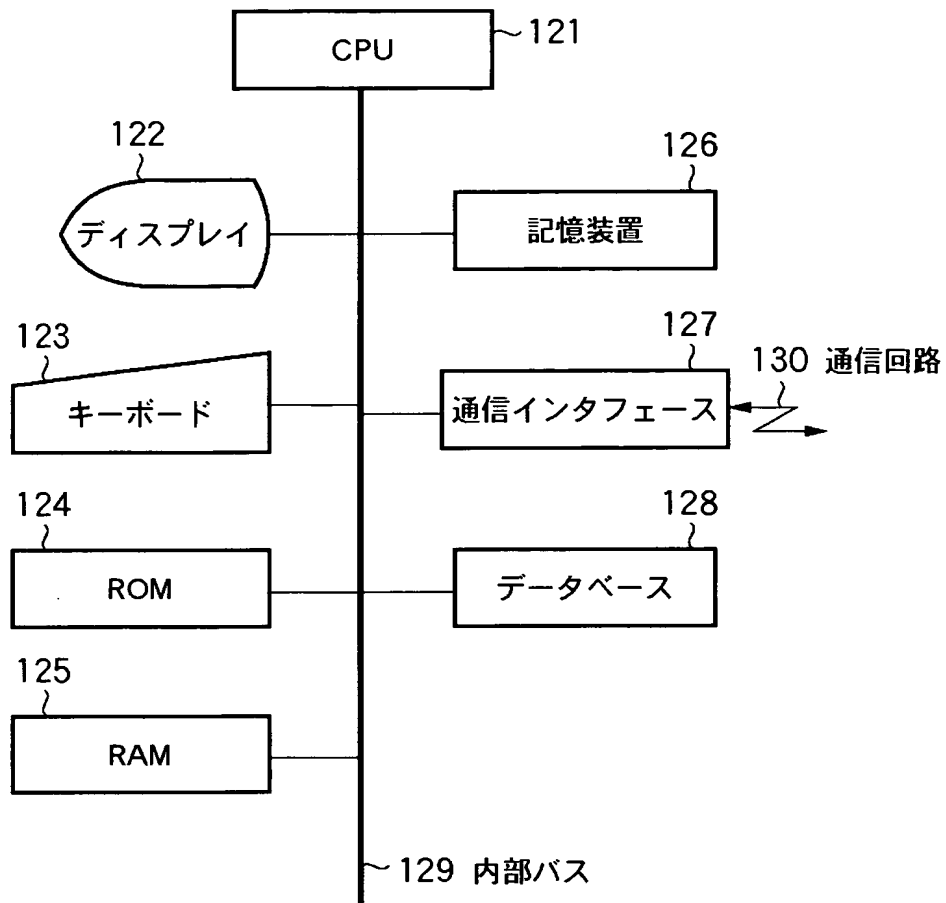 121
CPU
122
ディスプレイ
126
記憶装置
123
キーボード
127
通信インタフェース
130 通信回路
124
ROM
128
データベース
125
RAM
129 内部バス